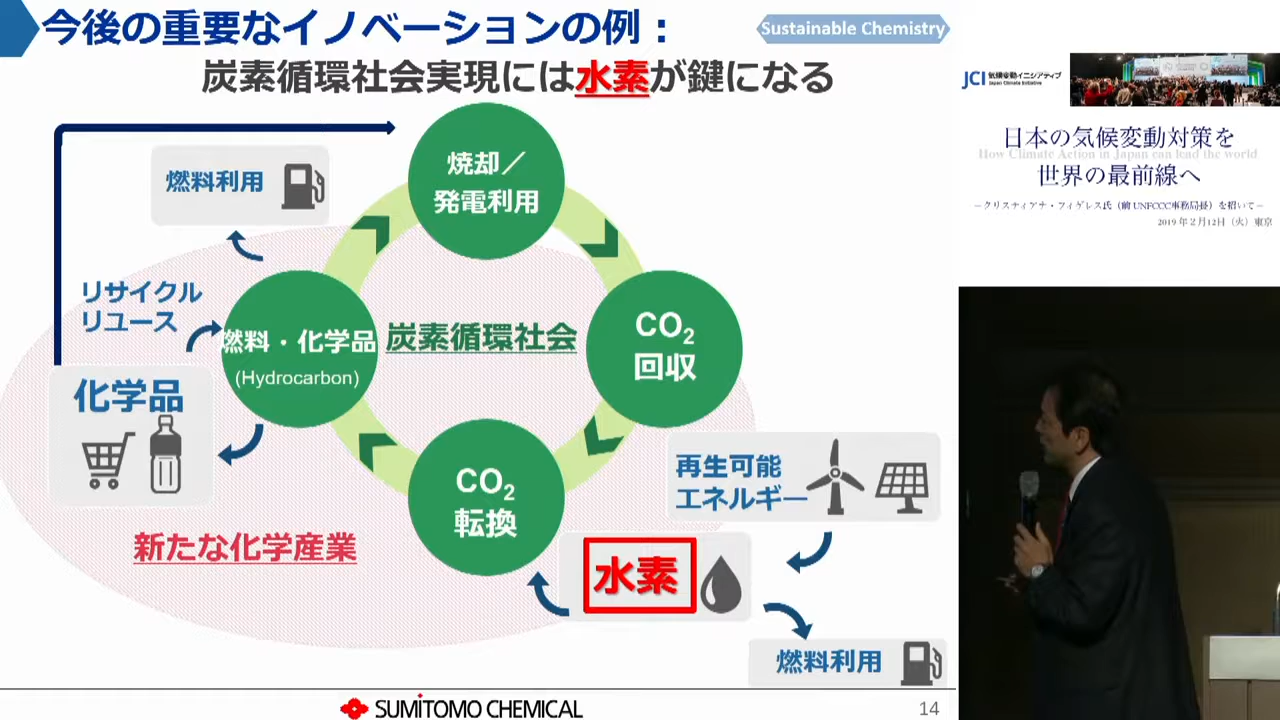 今後の重要なイノベーションの例：
Sustainable Chemistry
炭素循環社会実現には水素が鍵になる
燃料利用
焼却／
発電利用
リサイクル
リユース
燃料・化学品
(Hydrocarbon)
炭素循環社会
CO₂
回収
化学品
再生可能
エネルギー
CO₂
転換
新たな化学産業
水素
燃料利用
SUMITOMO CHEMICAL
14
JCI 気候変動イニシアティブ
Japan Climate Initiative
日本の気候変動対策を
How Climate Action in Japan can lead the world
世界の最前線へ
－クリスティアナ・フィゲレス氏（前 UNFCCC事務局長）を招いて－
2019 年 2 月12日（火）東京